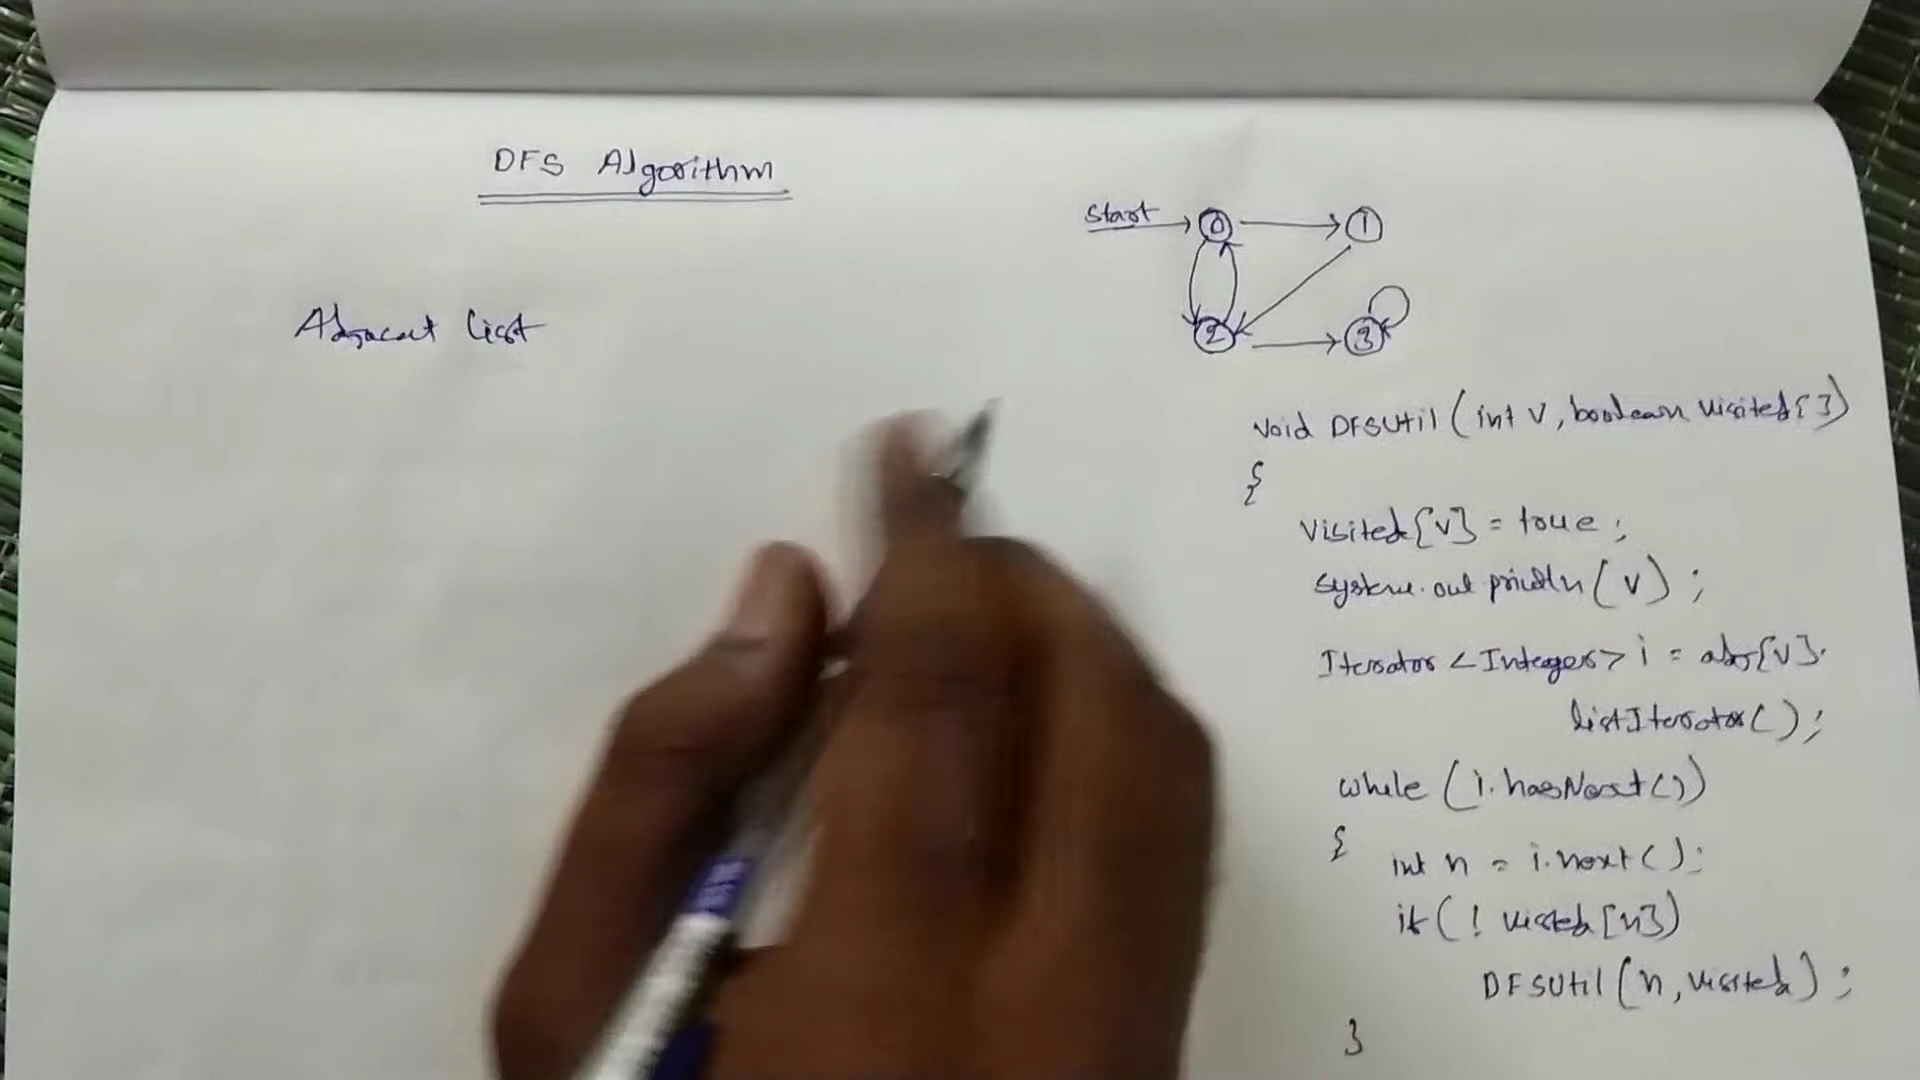 DFS Algorithm
Start → 0 → 1
2 → 3
Adjacent list
void DFSUtil (int v, boolean visited[])
{
visited[v] = true;
System.out println(v);
Iterator <Integer> i = adj[v].
listIterator();
while (i.hasNext())
{ int n = i.next();
if(! visited[n])
DFSUtil(n, visited);
}